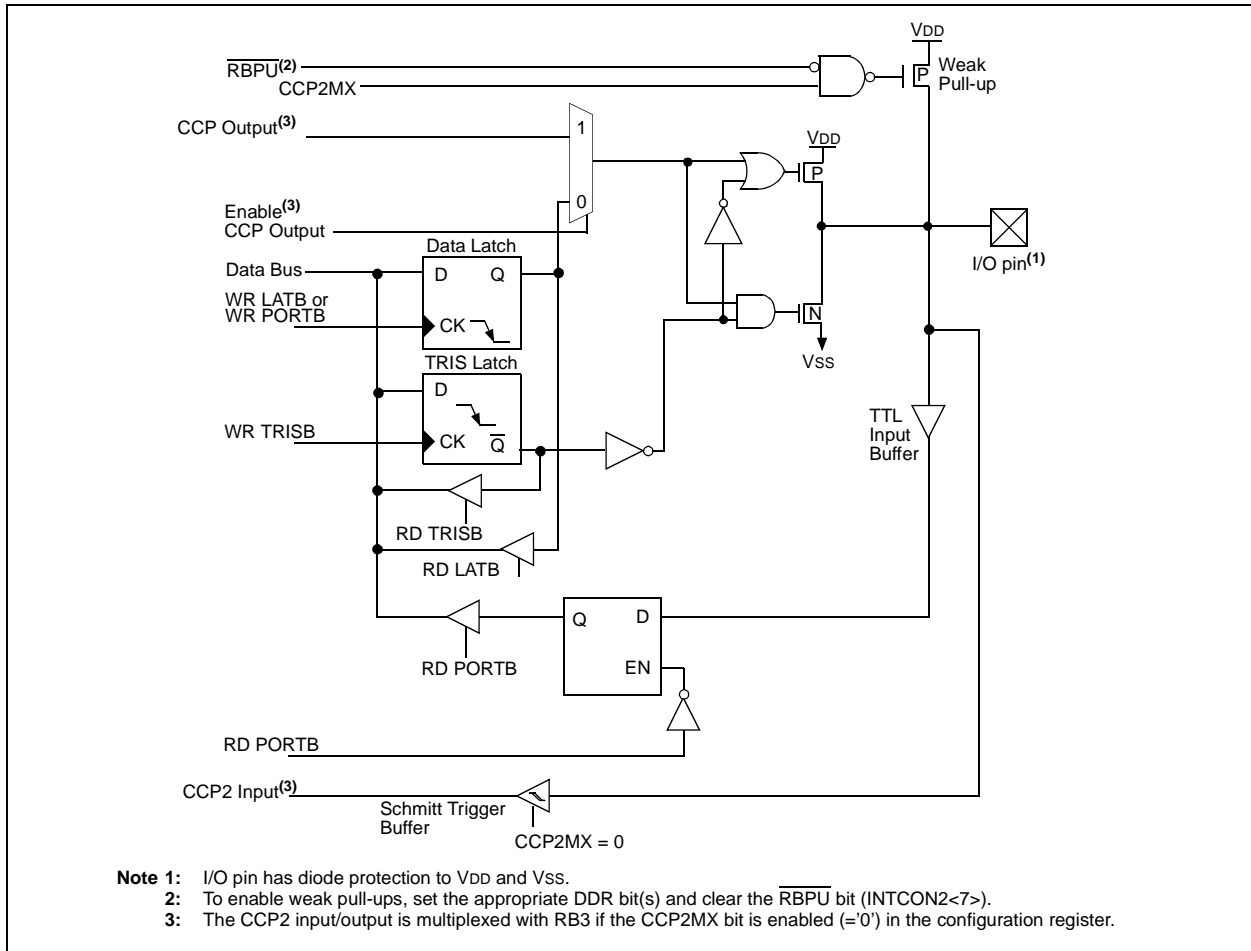 VDD
RBPU(2)
Weak
Pull-up
P
CCP2MX
CCP Output(3)
1
VDD
P
0
Enable(3)
CCP Output
I/O pin(1)
Data Latch
Data Bus
D Q
WR LATB or
WR PORTB
CK
N
VSS
TRIS Latch
D
TTL
Input
Buffer
WR TRISB
CK Q
RD TRISB
RD LATB
Q D
RD PORTB
EN
RD PORTB
CCP2 Input(3)
Schmitt Trigger
Buffer
CCP2MX = 0
Note 1: I/O pin has diode protection to VDD and VSS.
2: To enable weak pull-ups, set the appropriate DDR bit(s) and clear the RBPU bit (INTCON2<7>).
3: The CCP2 input/output is multiplexed with RB3 if the CCP2MX bit is enabled (='0') in the configuration register.